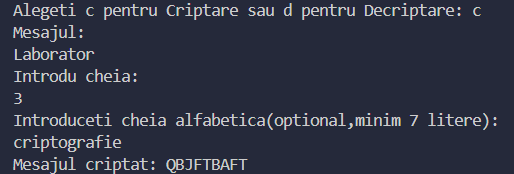 Alegeti c pentru Criptare sau d pentru Decriptare: c
Mesajul:
Laborator
Introdu cheia:
3
Introduceti cheia alfabetica(optional,minim 7 litere):
criptografie
Mesajul criptat: QBJFTBAFT